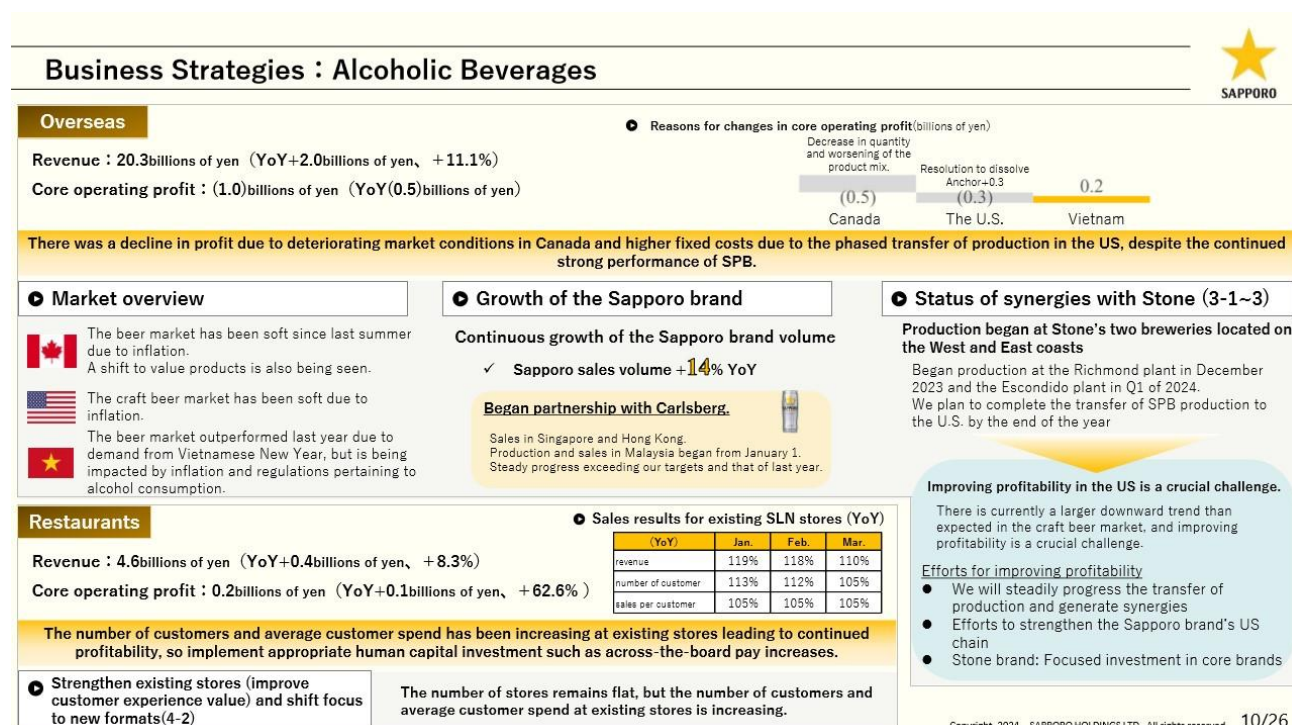 Business Strategies：Alcoholic Beverages
SAPPORO
Overseas
Revenue：20.3billions of yen（YoY+2.0billions of yen、+11.1%）
Core operating profit：(1.0)billions of yen（YoY(0.5)billions of yen）
Reasons for changes in core operating profit(billions of yen)
Decrease in quantity
and worsening of the
product mix.
(0.5)
Canada
Resolution to dissolve
Anchor+0.3
(0.3)
The U.S.
0.2
Vietnam
There was a decline in profit due to deteriorating market conditions in Canada and higher fixed costs due to the phased transfer of production in the US, despite the continued
strong performance of SPB.
Market overview
The beer market has been soft since last summer
due to inflation.
A shift to value products is also being seen.
The craft beer market has been soft due to
inflation.
The beer market outperformed last year due to
demand from Vietnamese New Year, but is being
impacted by inflation and regulations pertaining to
alcohol consumption.
Growth of the Sapporo brand
Continuous growth of the Sapporo brand volume
✓ Sapporo sales volume +14% YoY
Began partnership with Carlsberg.
Sales in Singapore and Hong Kong.
Production and sales in Malaysia began from January 1.
Steady progress exceeding our targets and that of last year.
Status of synergies with Stone (3-1~3)
Production began at Stone's two breweries located on
the West and East coasts
Began production at the Richmond plant in December
2023 and the Escondido plant in Q1 of 2024.
We plan to complete the transfer of SPB production to
the U.S. by the end of the year
Improving profitability in the US is a crucial challenge.
There is currently a larger downward trend than
expected in the craft beer market, and improving
profitability is a crucial challenge.
Efforts for improving profitability
● We will steadily progress the transfer of
production and generate synergies
● Efforts to strengthen the Sapporo brand's US
chain
● Stone brand: Focused investment in core brands
Restaurants
Revenue：4.6billions of yen（YoY+0.4billions of yen、+8.3%）
Core operating profit：0.2billions of yen（YoY+0.1billions of yen、+62.6% ）
Sales results for existing SLN stores (YoY)
(YoY) Jan. Feb. Mar.
revenue 119% 118% 110%
number of customer 113% 112% 105%
sales per customer 105% 105% 105%
The number of customers and average customer spend has been increasing at existing stores leading to continued
profitability, so implement appropriate human capital investment such as across-the-board pay increases.
Strengthen existing stores (improve
customer experience value) and shift focus
to new formats(4-2)
The number of stores remains flat, but the number of customers and
average customer spend at existing stores is increasing.
Copyright, 2024 SAPPORO HOLDINGS LTD. All rights reserved.
10/26